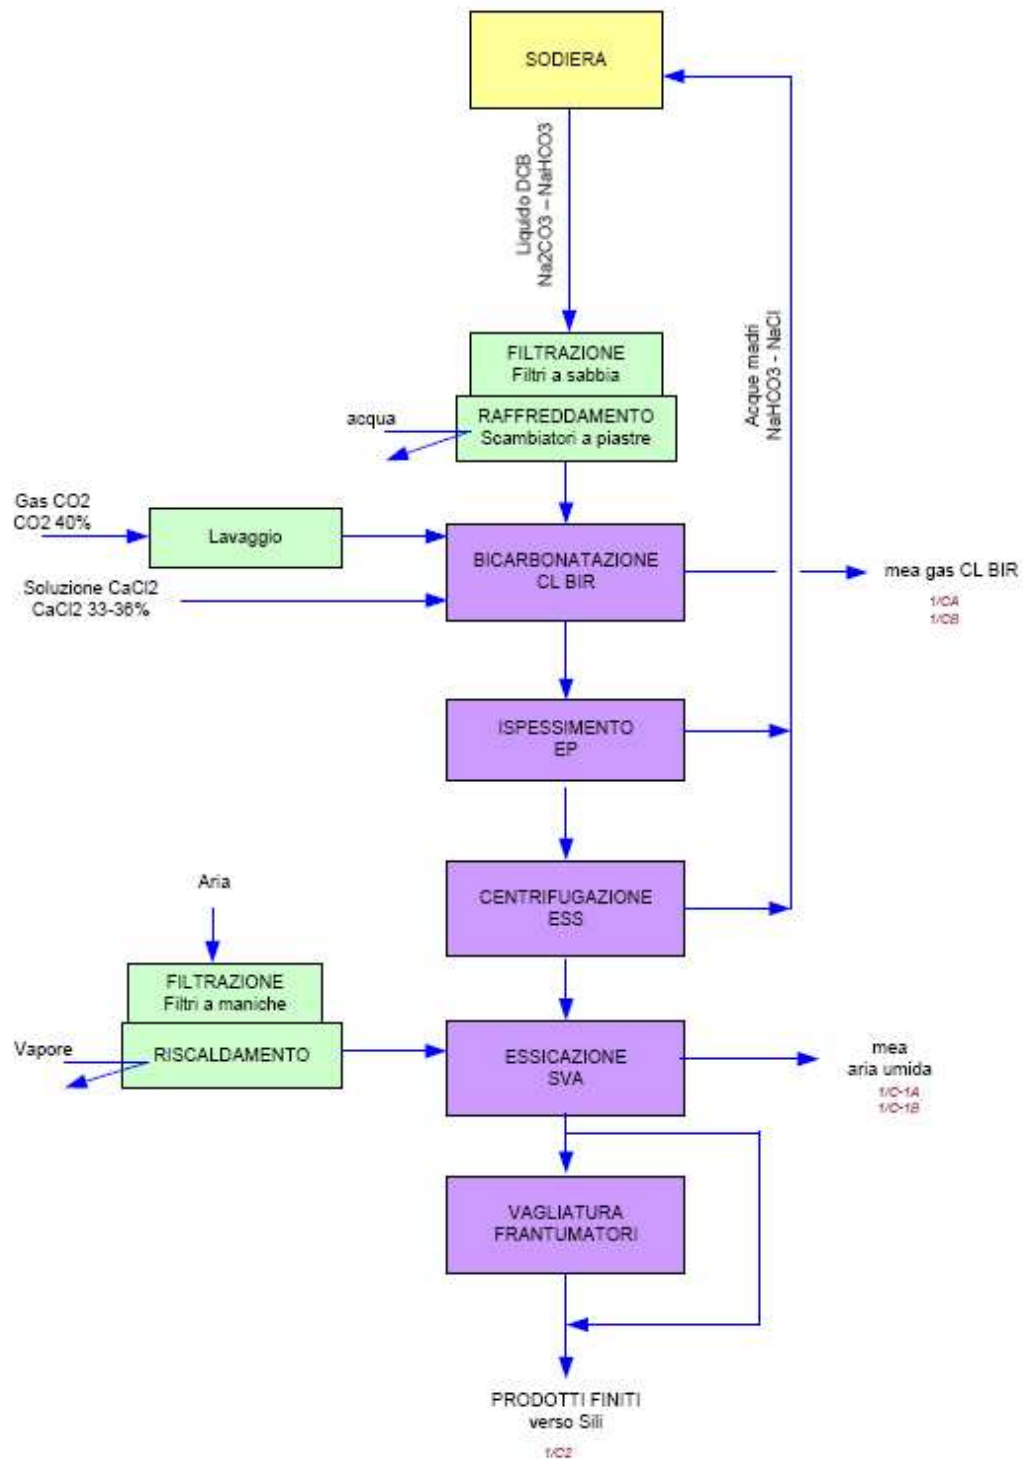 SODIERA
Liquido DCB
Na2CO3 – NaHCO3
Acque madri
NaHCO3 - NaCl
FILTRAZIONE
Filtri a sabbia
acqua
RAFFREDDAMENTO
Scambiatori a piastre
Gas CO2
CO2 40%
Lavaggio
BICARBONATAZIONE
CL BIR
mea gas CL BIR
1/CA
1/CB
Soluzione CaCl2
CaCl2 33-36%
ISPESSIMENTO
EP
CENTRIFUGAZIONE
ESS
Aria
FILTRAZIONE
Filtri a maniche
Vapore
RISCALDAMENTO
ESSICAZIONE
SVA
mea
aria umida
1/C-1A
1/C-1B
VAGLIATURA
FRANTUMATORI
PRODOTTI FINITI
verso Sili
1/C2